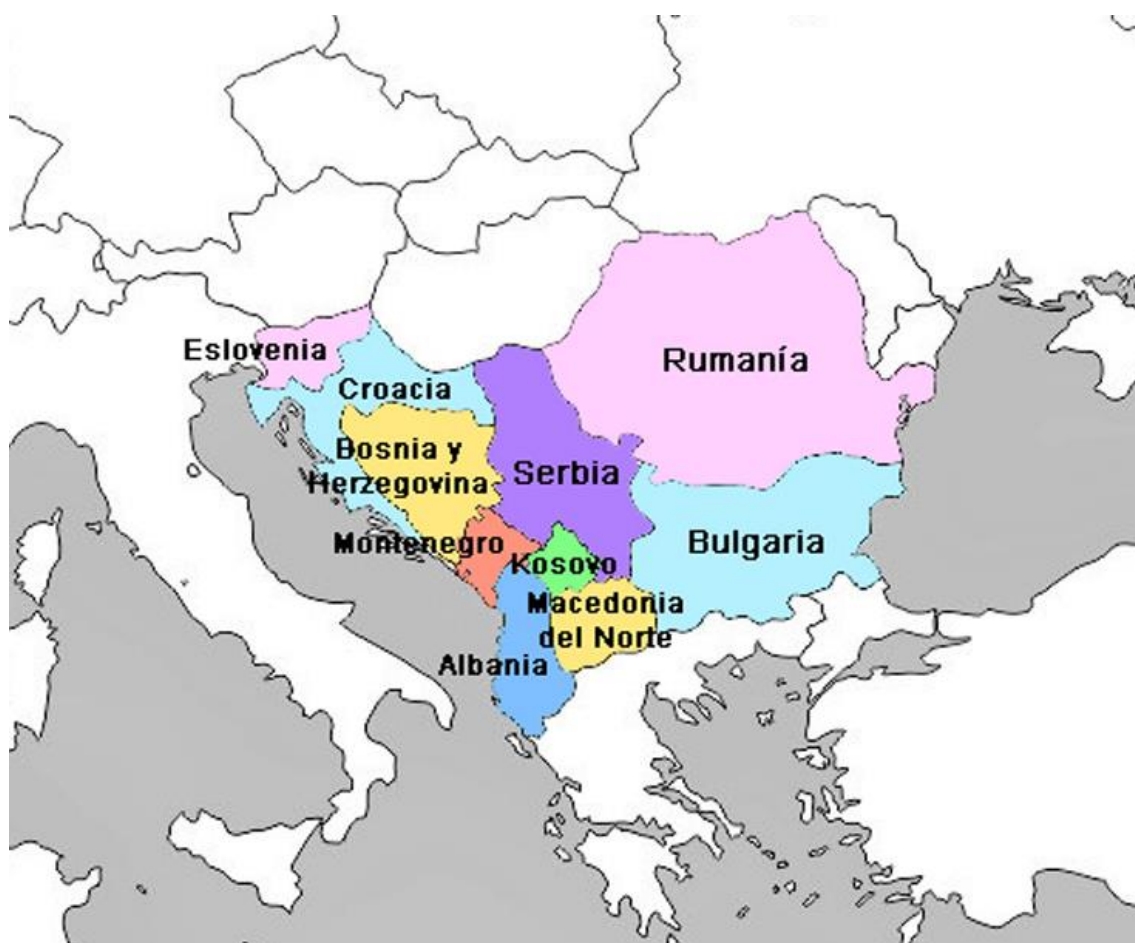 Eslovenia
Rumanía
Croacia
Bosnia y
Herzegovina
Serbia
Montenegro
Bulgaria
Kosovo
Macedonia
del Norte
Albania